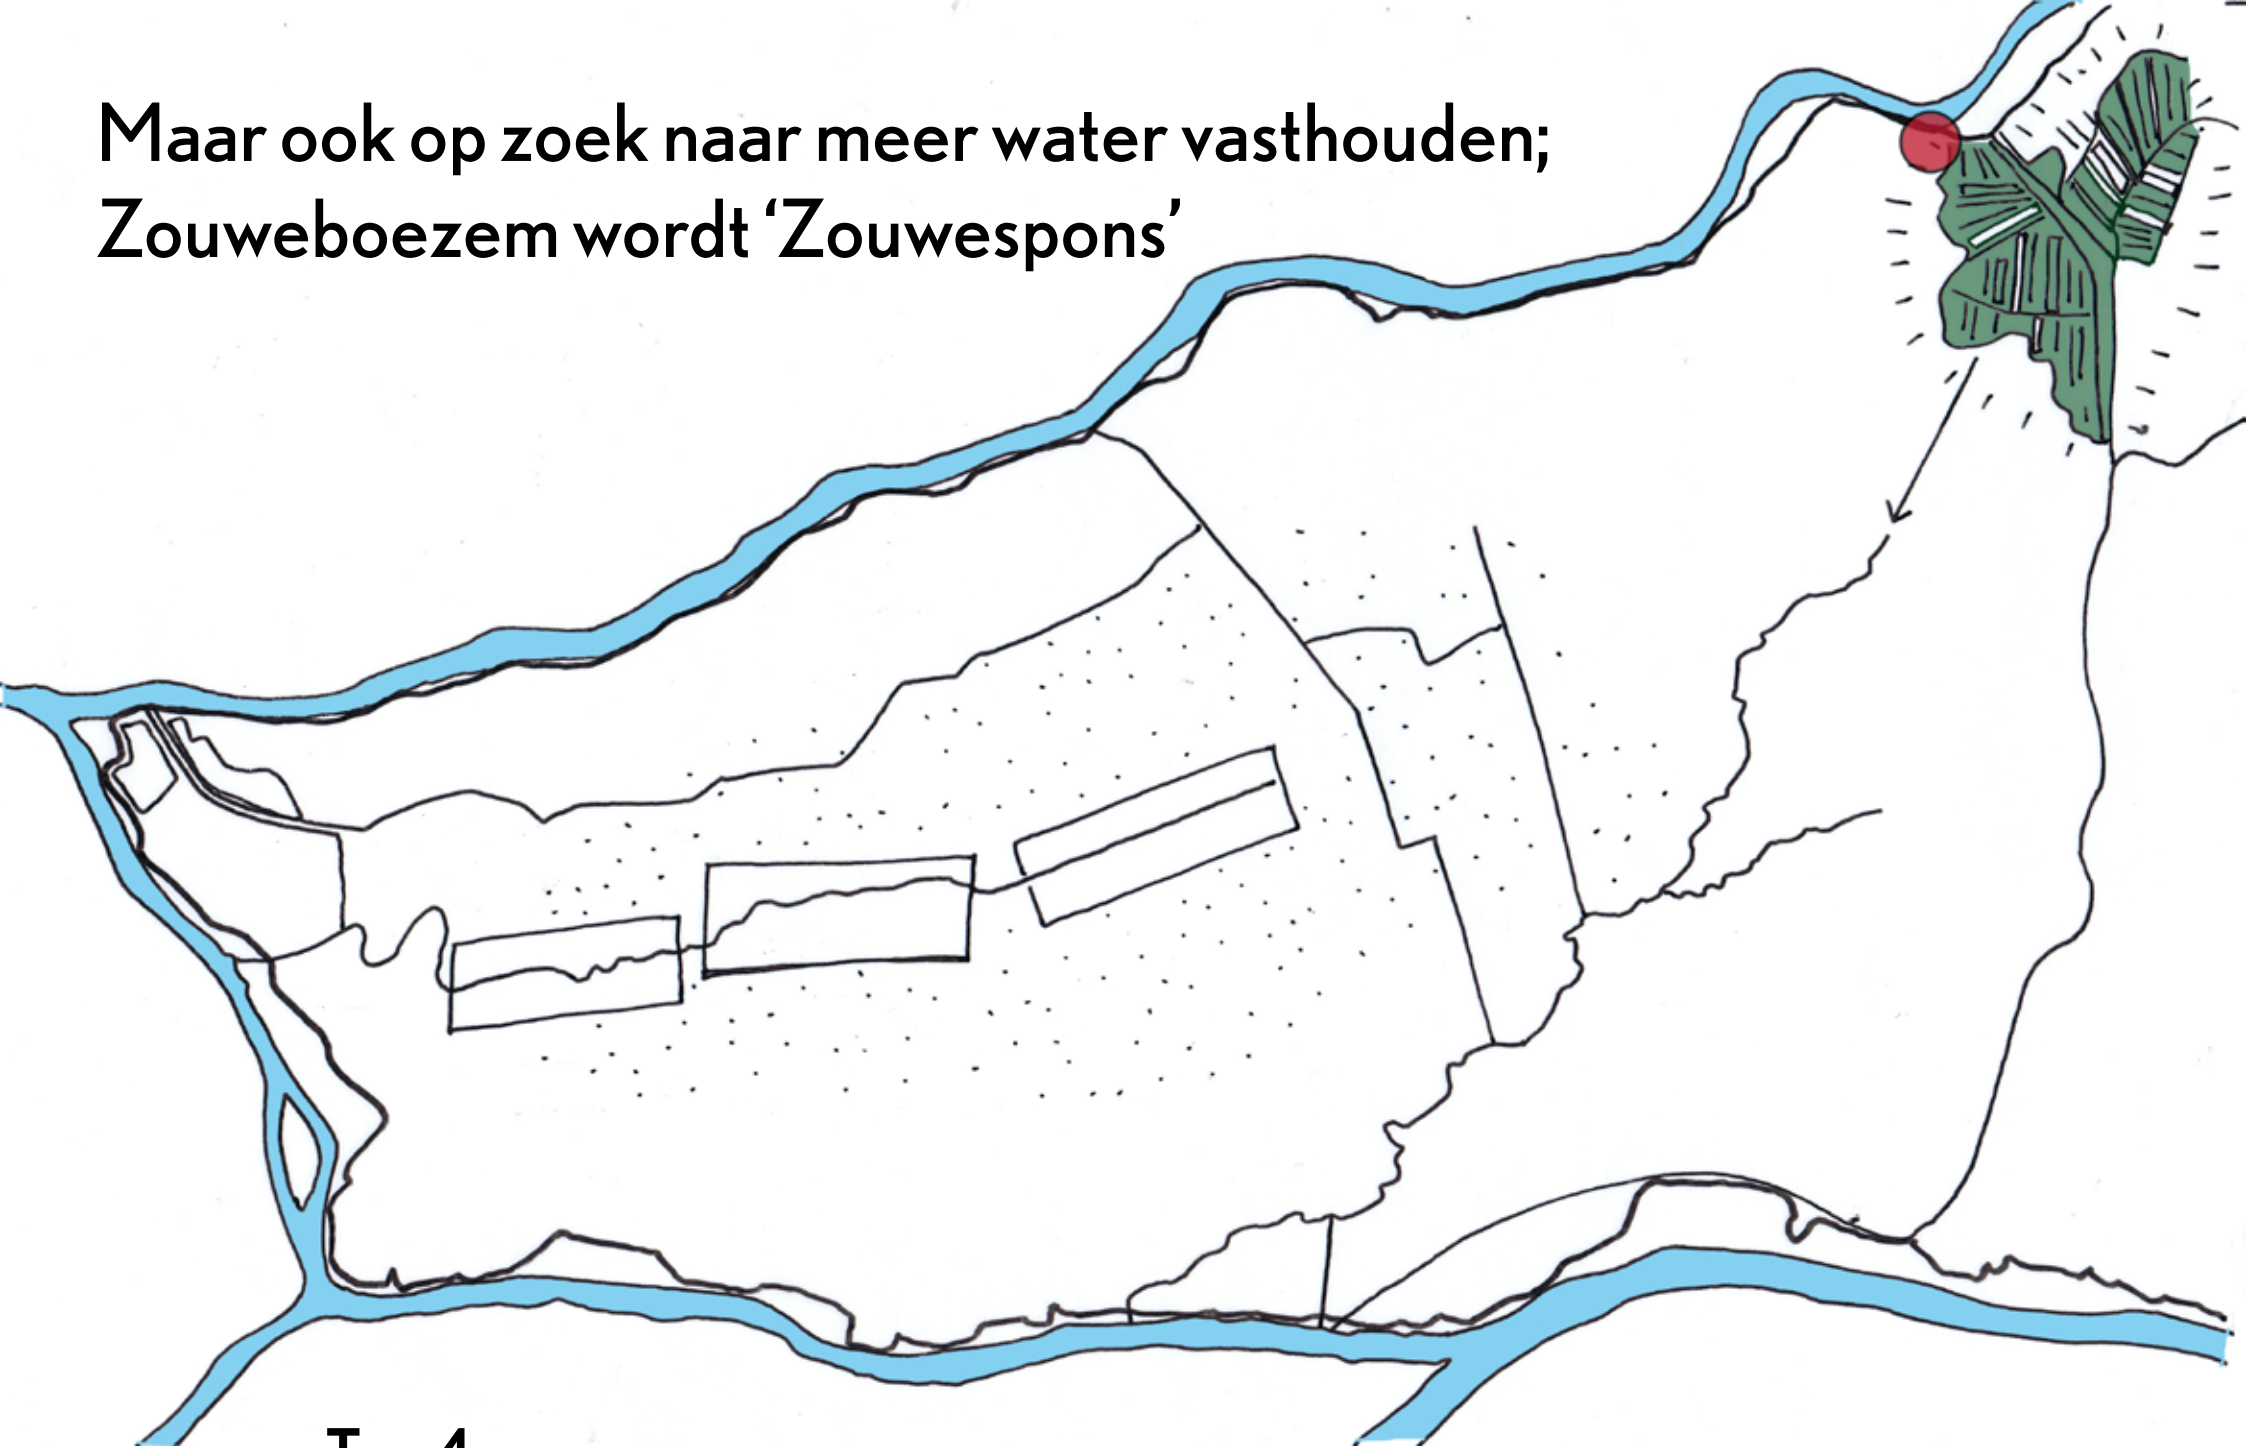 Maar ook op zoek naar meer water vasthouden;
Zouweboezem wordt ‘Zouwespons’